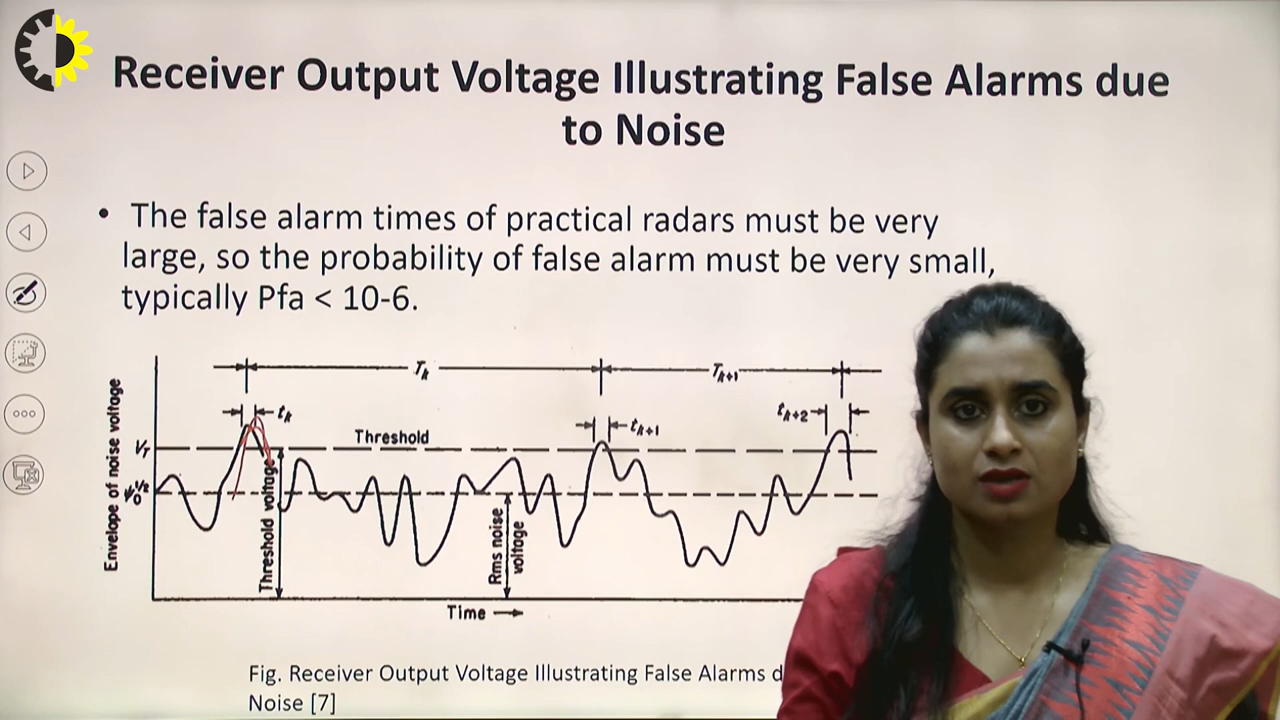 Receiver Output Voltage Illustrating False Alarms due
to Noise
• The false alarm times of practical radars must be very
large, so the probability of false alarm must be very small,
typically Pfa < 10-6.
Tk
Tk+1
tk
tk+1
tk+2
Threshold
VT
Envelope of noise voltage
Threshold voltage
Rms noise
voltage
Time
Fig. Receiver Output Voltage Illustrating False Alarms d
Noise [7]